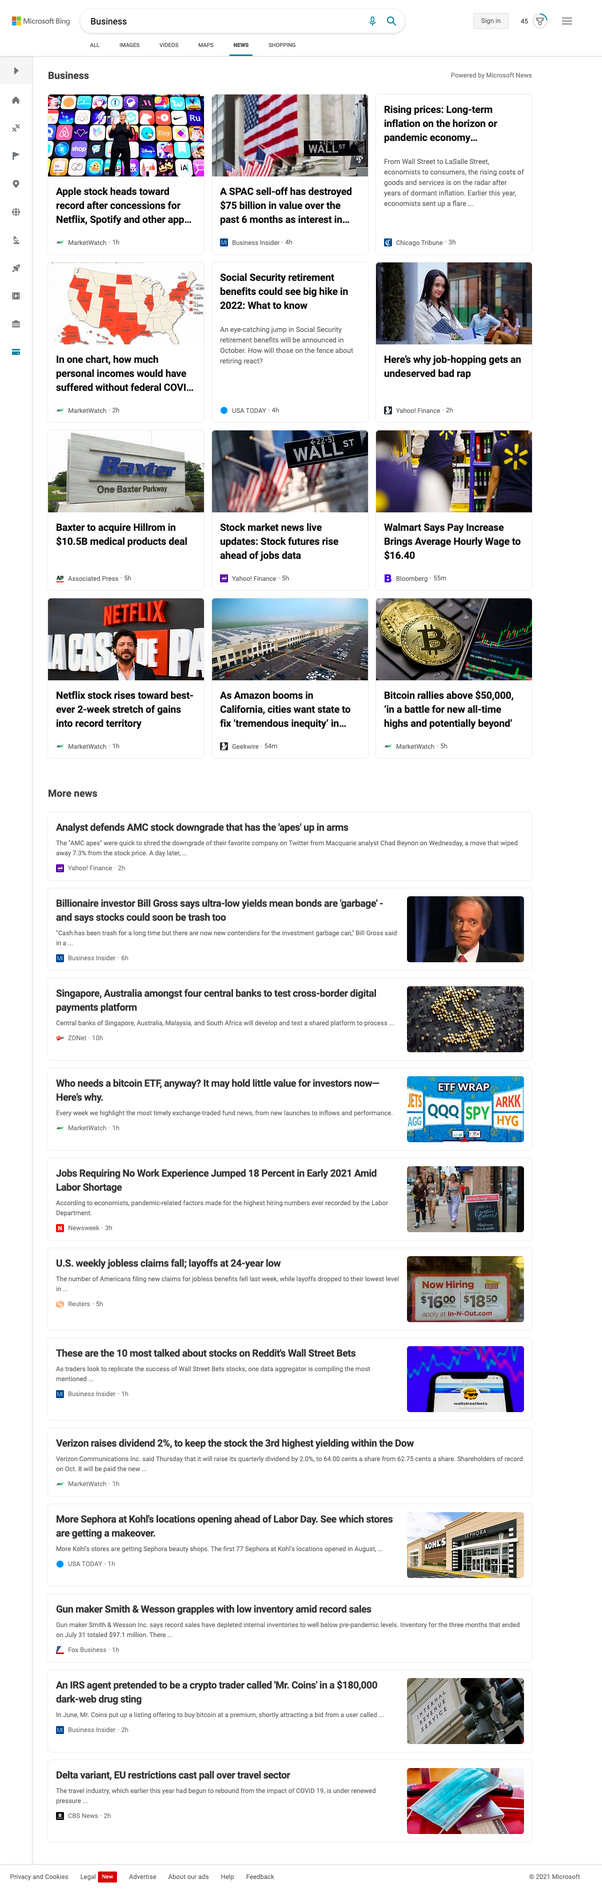 Microsoft Bing
Business
Sign in
45
ALL IMAGES VIDEOS MAPS NEWS SHOPPING
Business
Powered by Microsoft News
WALL ST
Apple stock heads toward
record after concessions for
Netflix, Spotify and other app...
MarketWatch · 1h
A SPAC sell-off has destroyed
$75 billion in value over the
past 6 months as interest in...
Business Insider · 4h
Rising prices: Long-term
inflation on the horizon or
pandemic economy...
From Wall Street to LaSalle Street,
economists to consumers, the rising costs of
goods and services is on the radar after
years of dormant inflation. Earlier this year,
economists sent up a flare ...
Chicago Tribune · 3h
In one chart, how much
personal incomes would have
suffered without federal COVI...
MarketWatch · 2h
Social Security retirement
benefits could see big hike in
2022: What to know
An eye-catching jump in Social Security
retirement benefits will be announced in
October. How will those on the fence about
retiring react?
USA TODAY · 4h
Here's why job-hopping gets an
undeserved bad rap
Yahoo! Finance · 2h
Baxter
One Baxter Parkway
Baxter to acquire Hillrom in
$10.5B medical products deal
AP Associated Press · 5h
WALL ST
Stock market news live
updates: Stock futures rise
ahead of jobs data
Yahoo! Finance · 5h
Walmart Says Pay Increase
Brings Average Hourly Wage to
$16.40
B Bloomberg · 55m
NETFLIX
LA CASA DE PA
Netflix stock rises toward best-
ever 2-week stretch of gains
into record territory
MarketWatch · 1h
As Amazon booms in
California, cities want state to
fix 'tremendous inequity' in...
Geekwire · 54m
Bitcoin rallies above $50,000,
'in a battle for new all-time
highs and potentially beyond'
MarketWatch · 5h
More news
Analyst defends AMC stock downgrade that has the 'apes' up in arms
The "AMC apes" were quick to shred the downgrade of their favorite company on Twitter from Macquarie analyst Chad Beynon on Wednesday, a move that wiped
away 7.3% from the stock price. A day later, ...
Yahoo! Finance · 2h
Billionaire investor Bill Gross says ultra-low yields mean bonds are 'garbage' -
and says stocks could soon be trash too
"Cash has been trash for a long time but there are now new contenders for the investment garbage can," Bill Gross said
in a ...
Business Insider · 6h
Singapore, Australia amongst four central banks to test cross-border digital
payments platform
Central banks of Singapore, Australia, Malaysia, and South Africa will develop and test a shared platform to process ...
ZDNet · 10h
Who needs a bitcoin ETF, anyway? It may hold little value for investors now—
Here's why.
Every week we highlight the most timely exchange-traded fund news, from new launches to inflows and performance.
MarketWatch · 1h
ETF WRAP
JETS QQQ SPY ARKK
AGG HYG
Jobs Requiring No Work Experience Jumped 18 Percent in Early 2021 Amid
Labor Shortage
According to economists, pandemic-related factors made for the highest hiring numbers ever recorded by the Labor
Department.
N Newsweek · 3h
U.S. weekly jobless claims fall; layoffs at 24-year low
The number of Americans filing new claims for jobless benefits fell last week, while layoffs dropped to their lowest level
in ...
Reuters · 5h
Now Hiring
$16.00 $18.50
apply at In-N-Out.com
These are the 10 most talked about stocks on Reddit's Wall Street Bets
As traders look to replicate the success of Wall Street Bets stocks, one data aggregator is compiling the most
mentioned ...
Business Insider · 1h
wallstreetbets
Verizon raises dividend 2%, to keep the stock the 3rd highest yielding within the Dow
Verizon Communications Inc. said Thursday that it will raise its quarterly dividend by 2.0%, to 64.00 cents a share from 62.75 cents a share. Shareholders of record
on Oct. 8 will be paid the new ...
MarketWatch · 1h
More Sephora at Kohl's locations opening ahead of Labor Day. See which stores
are getting a makeover.
More Kohl's stores are getting Sephora beauty shops. The first 77 Sephora at Kohl's locations opened in August, ...
USA TODAY · 1h
KOHL'S
SEPHORA
Gun maker Smith & Wesson grapples with low inventory amid record sales
Gun maker Smith & Wesson Inc. says record sales have depleted internal inventories to well below pre-pandemic levels. Inventory for the three months that ended
on July 31 totaled $97.1 million. There ...
Fox Business · 1h
An IRS agent pretended to be a crypto trader called 'Mr. Coins' in a $180,000
dark-web drug sting
In June, Mr. Coins put up a listing offering to buy bitcoin at a premium, shortly attracting a bid from a user called ...
Business Insider · 2h
INTERNAL
REVENUE
SERVICE
Delta variant, EU restrictions cast pall over travel sector
The travel industry, which earlier this year had begun to rebound from the impact of COVID 19, is under renewed
pressure ...
CBS News · 2h
Privacy and Cookies Legal New Advertise About our ads Help Feedback © 2021 Microsoft